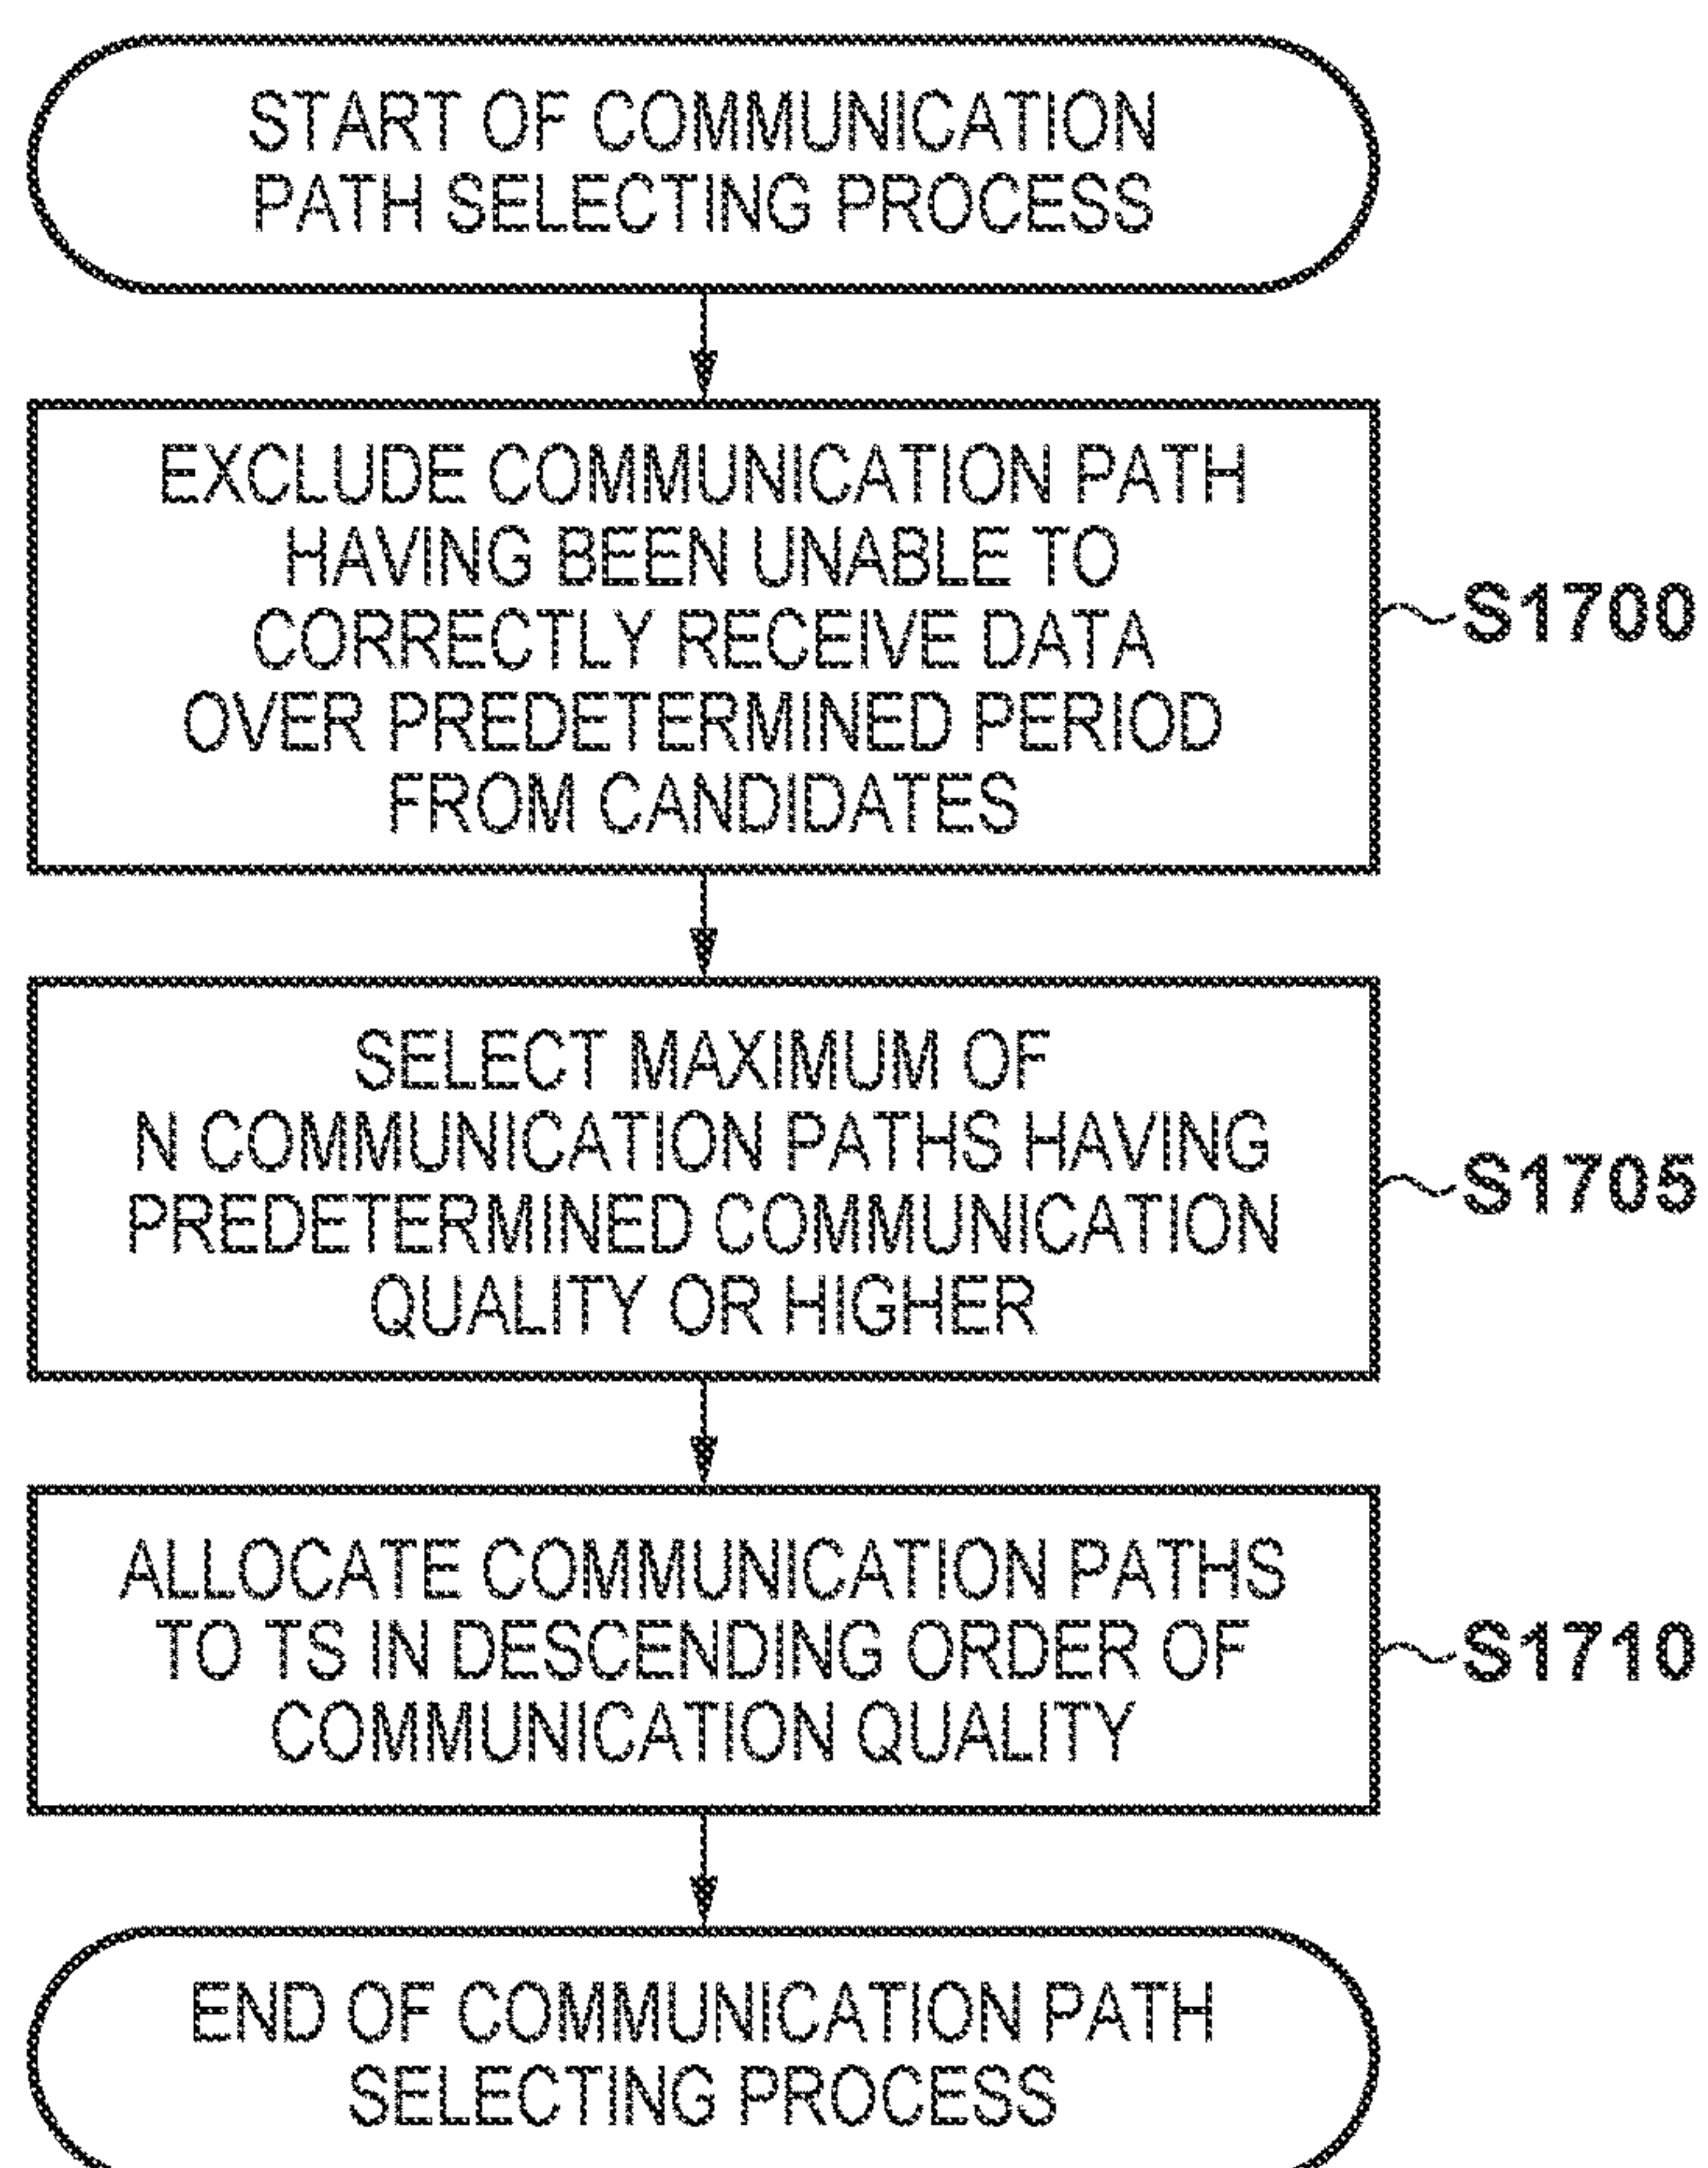 START OF COMMUNICATION
PATH SELECTING PROCESS
EXCLUDE COMMUNICATION PATH
HAVING BEEN UNABLE TO
CORRECTLY RECEIVE DATA
OVER PREDETERMINED PERIOD
FROM CANDIDATES
S1700
SELECT MAXIMUM OF
N COMMUNICATION PATHS HAVING
PREDETERMINED COMMUNICATION
QUALITY OR HIGHER
S1705
ALLOCATE COMMUNICATION PATHS
TO TS IN DESCENDING ORDER OF
COMMUNICATION QUALITY
S1710
END OF COMMUNICATION PATH
SELECTING PROCESS